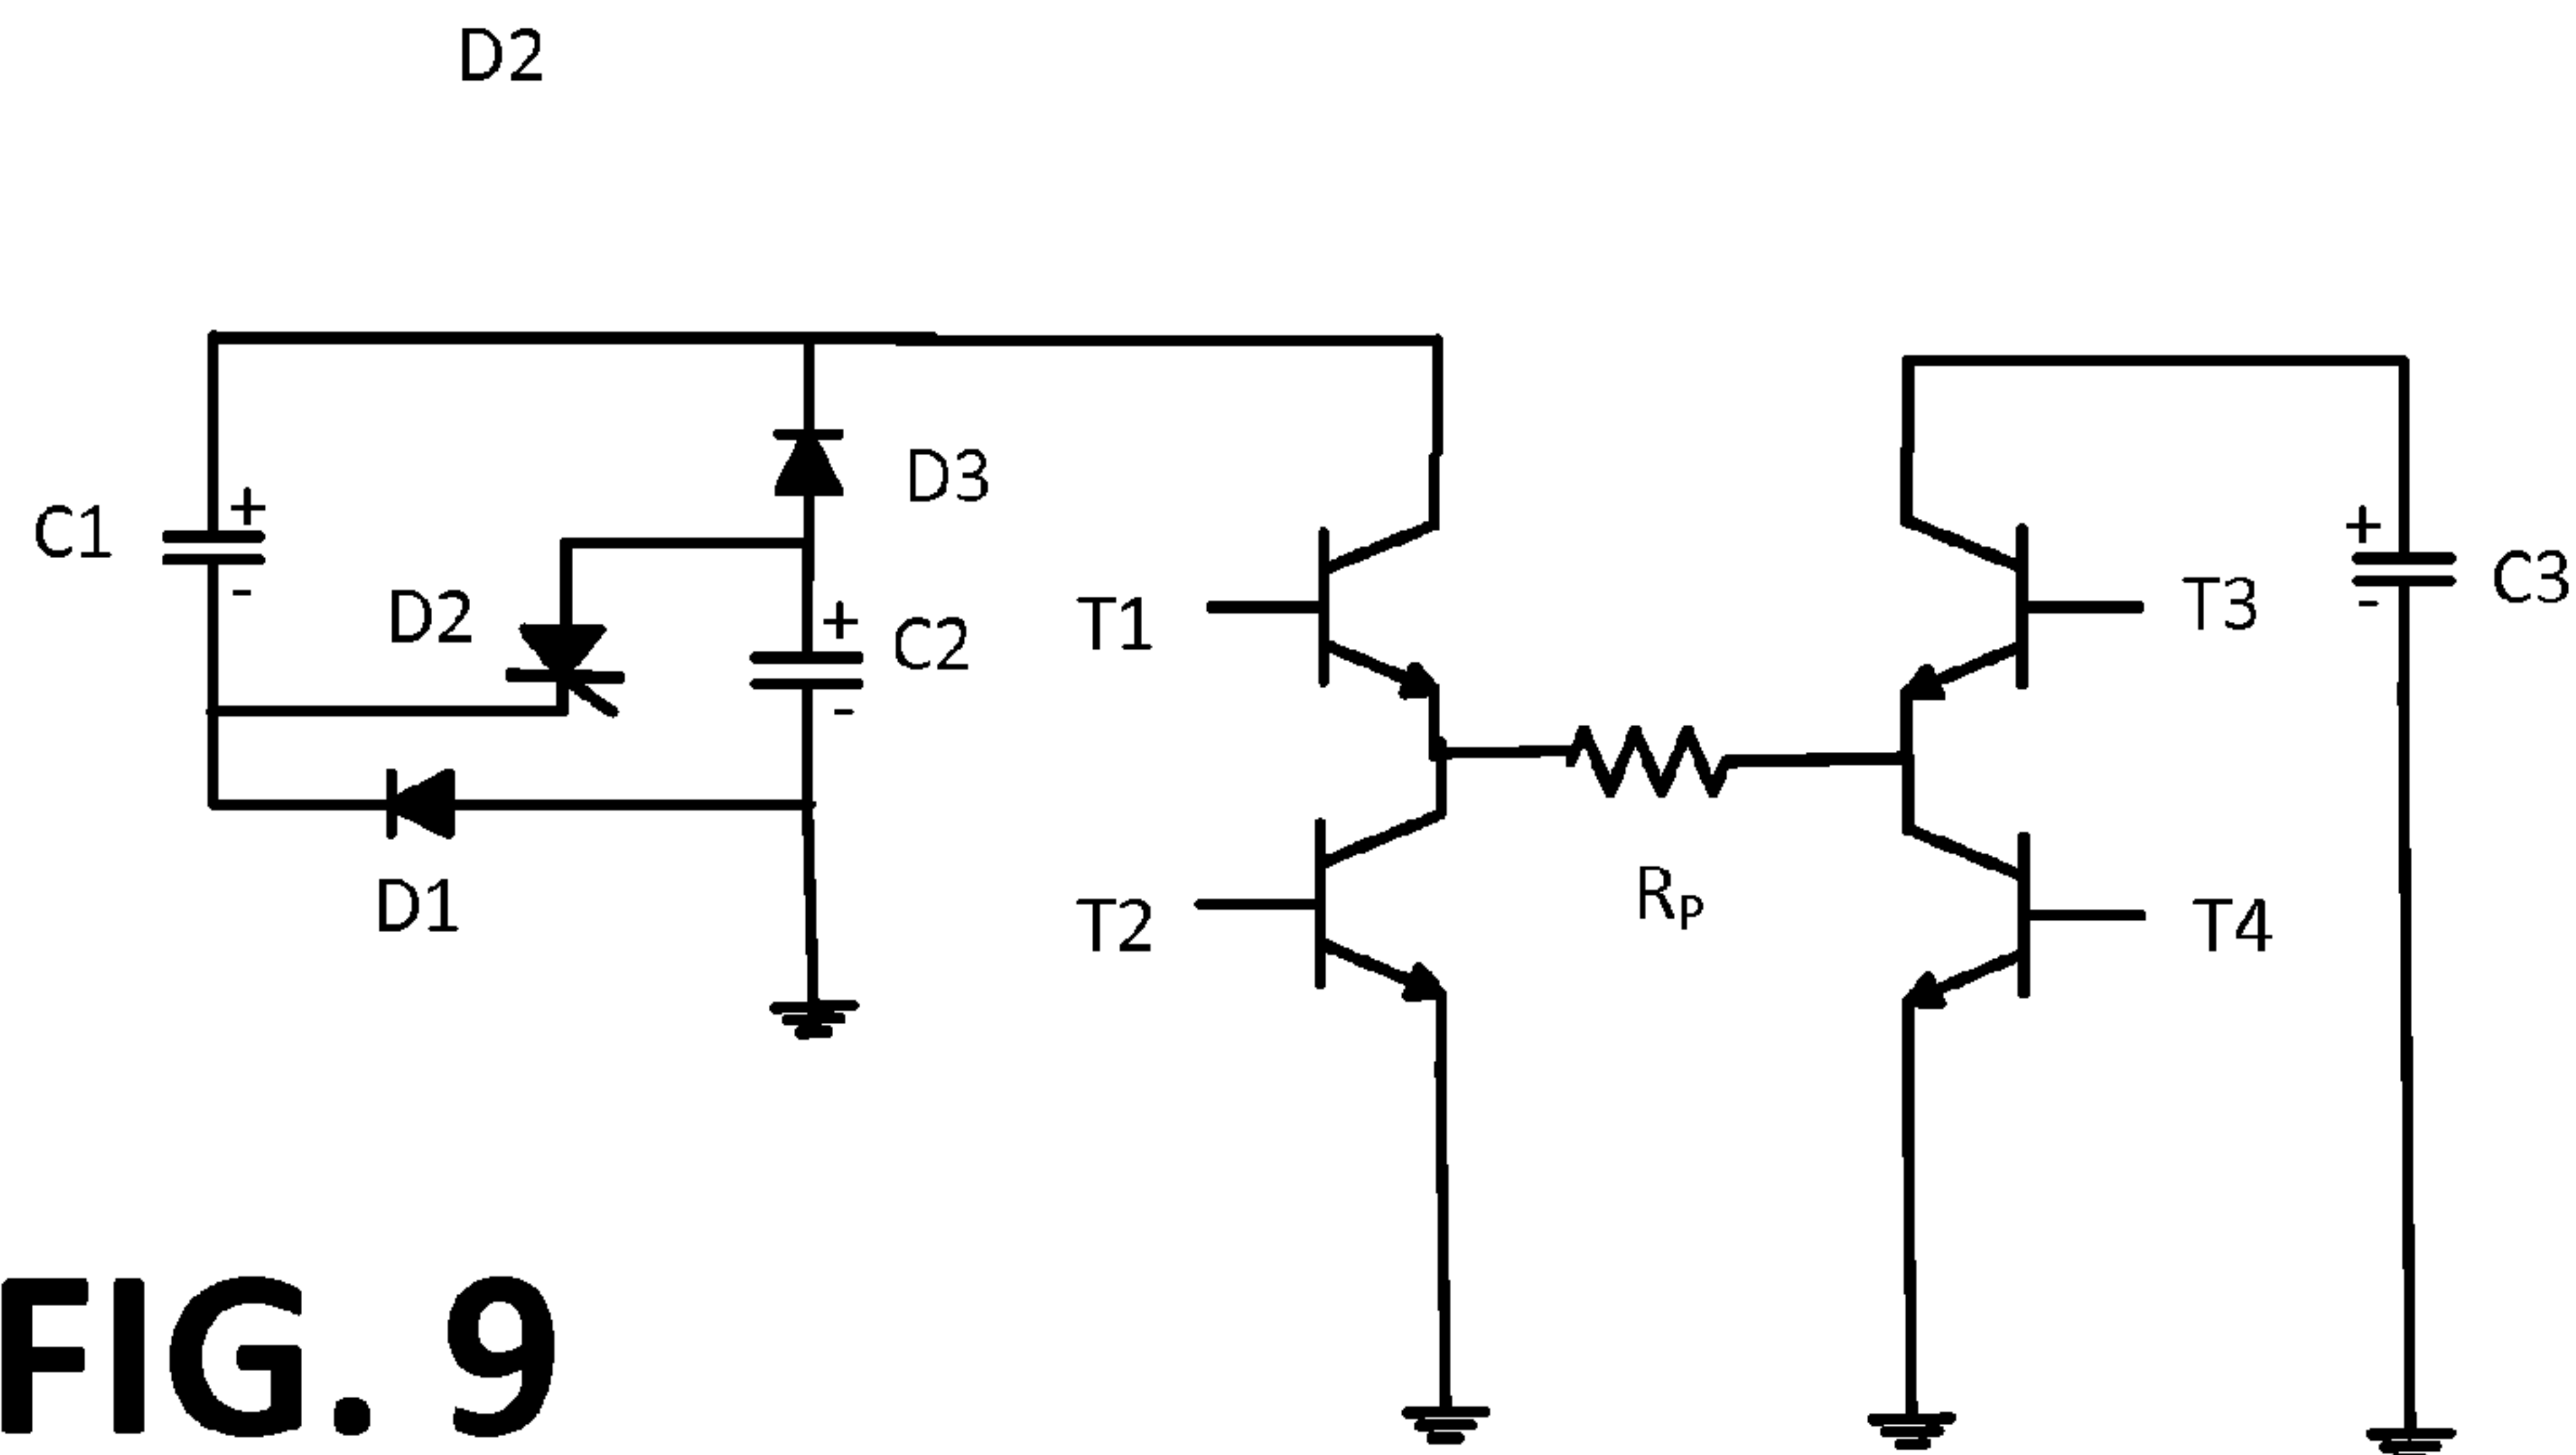 D2
D3
C1
+
-
D2
+
C2
-
D1
T1
T2
RP
T3
T4
+
C3
-
FIG. 9